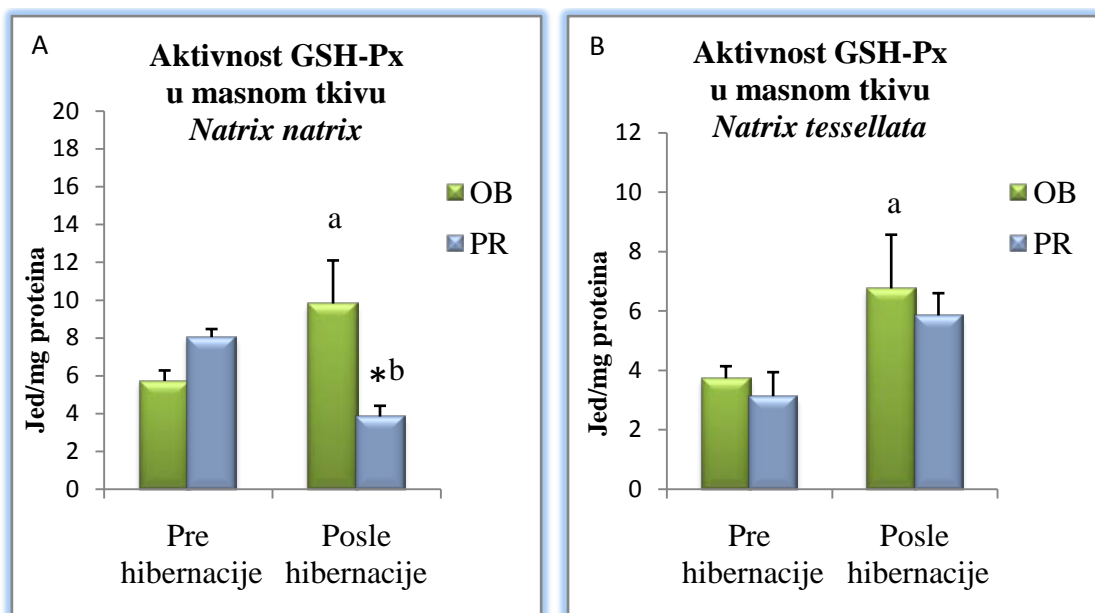 A
Aktivnost GSH-Px
u masnom tkivu
Natrix natrix
20
18
16
14
12
10
8
6
4
2
0
Jed/mg proteina
a
*b
OB
PR
Pre
hibernacije
Posle
hibernacije
B
Aktivnost GSH-Px
u masnom tkivu
Natrix tessellata
12
10
8
6
4
2
0
Jed/mg proteina
a
OB
PR
Pre
hibernacije
Posle
hibernacije